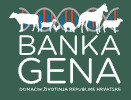 BANKA
GENA
DOMAĆIH ŽIVOTINJA REPUBLIKE HRVATSKE